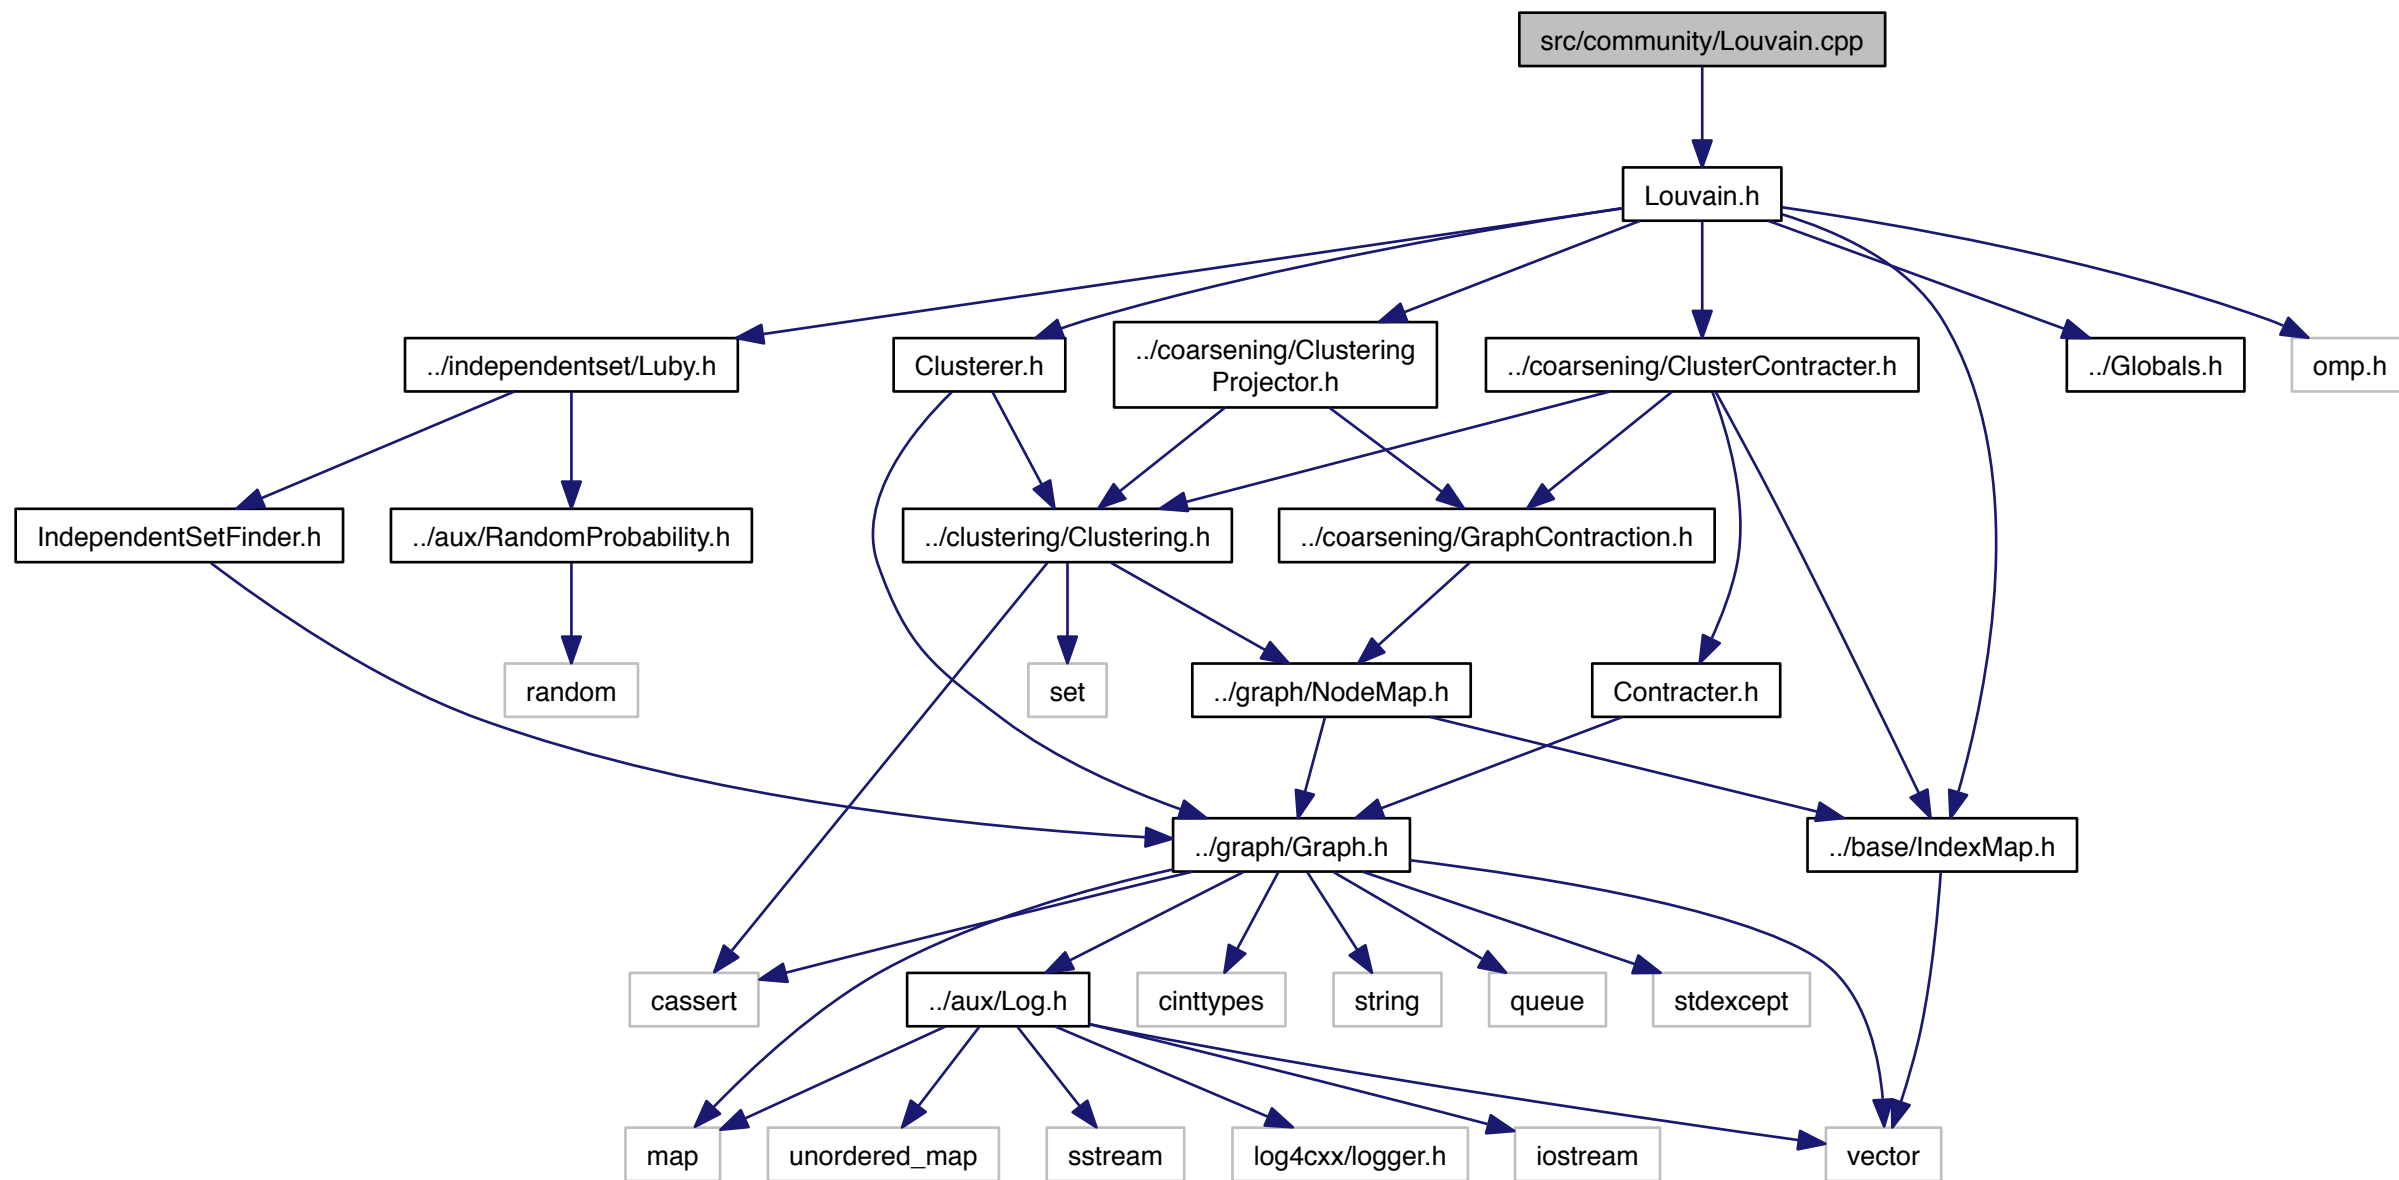 src/community/Louvain.cpp
Louvain.h
../independentset/Luby.h
Clusterer.h
../coarsening/Clustering
Projector.h
../coarsening/ClusterContracter.h
../Globals.h
omp.h
IndependentSetFinder.h
../aux/RandomProbability.h
../clustering/Clustering.h
../coarsening/GraphContraction.h
random
set
../graph/NodeMap.h
Contracter.h
../graph/Graph.h
../base/IndexMap.h
cassert
../aux/Log.h
cinttypes
string
queue
stdexcept
map
unordered_map
sstream
log4cxx/logger.h
iostream
vector